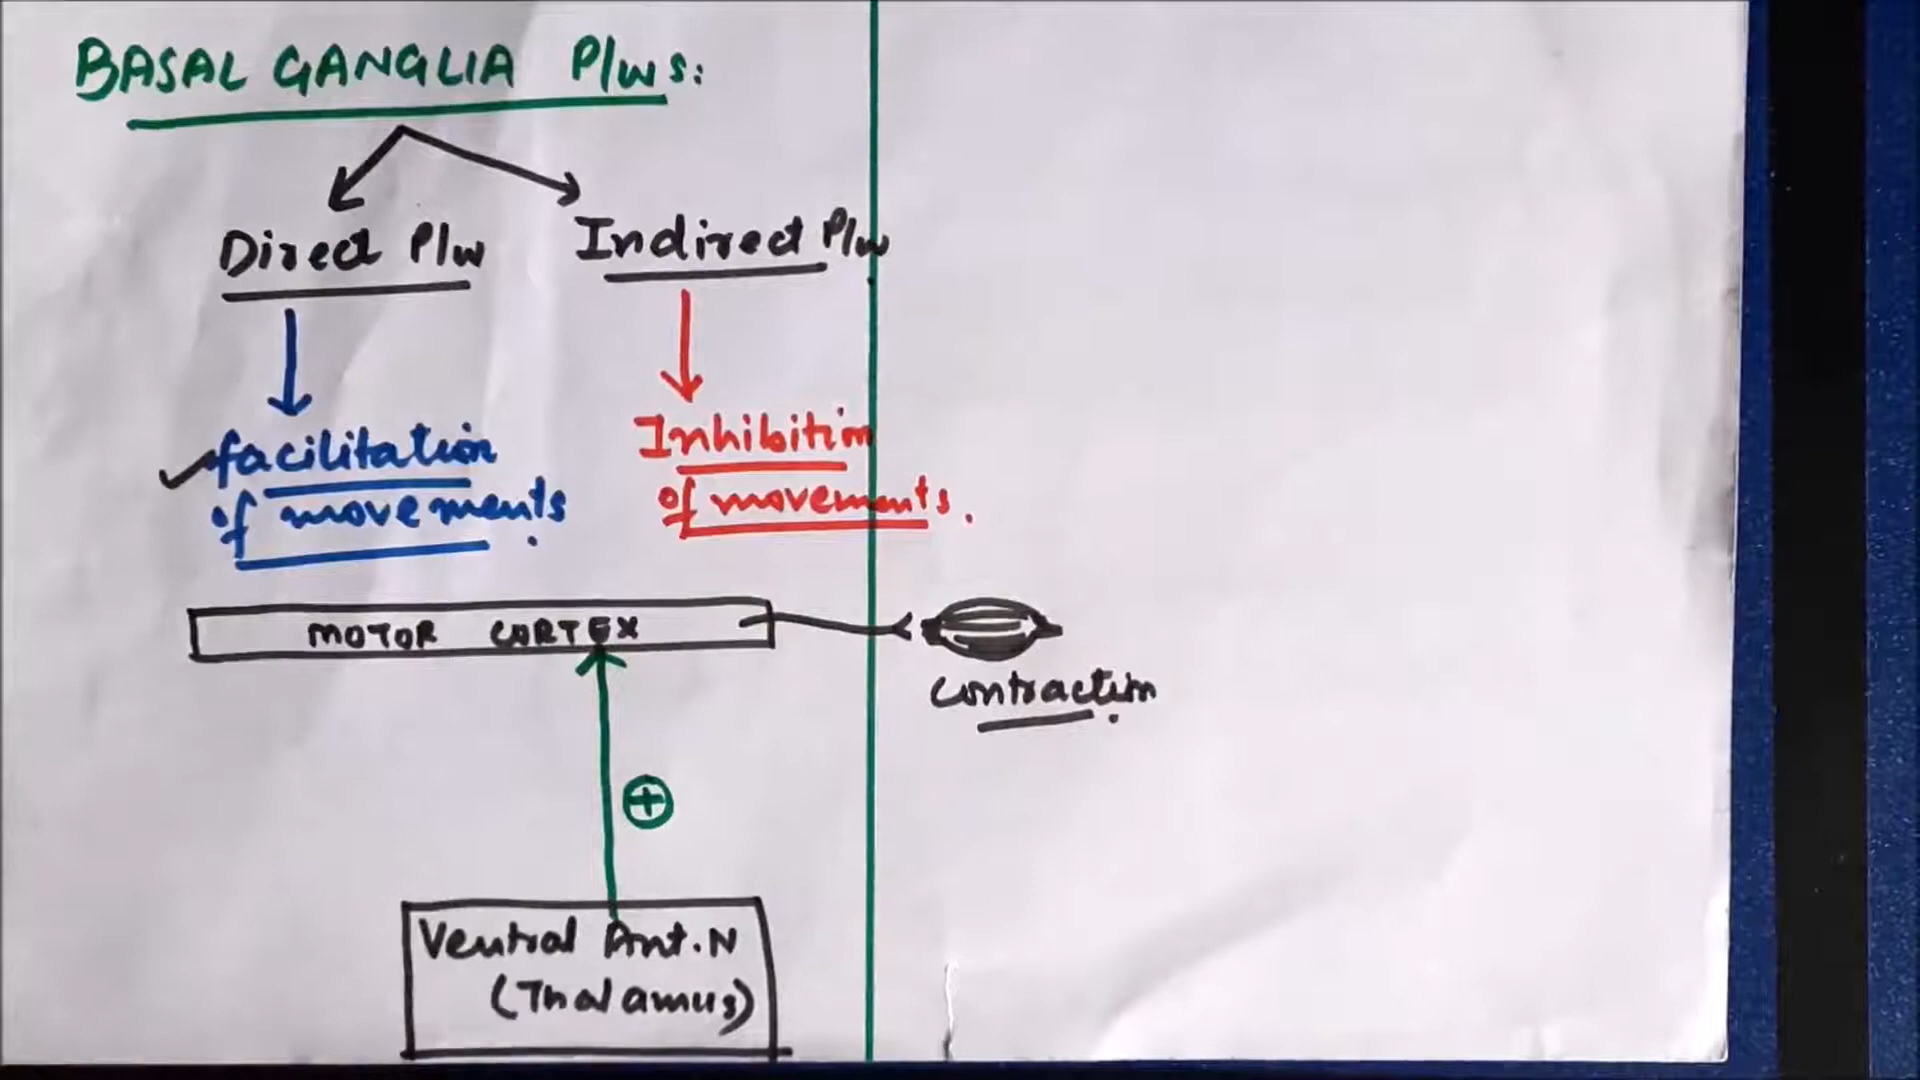 BASAL GANGLIA P/ws:
Direct P/w
Indirect P/w
facilitation
of movements.
Inhibition
of movements.
MOTOR CORTEX
contraction.
+
Ventral Ant. N
(Thalamus)